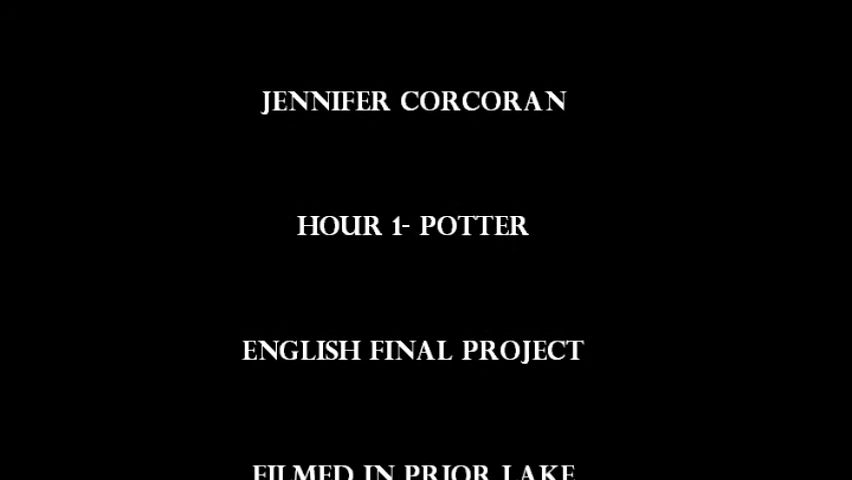 JENNIFER CORCORAN
HOUR 1- POTTER
ENGLISH FINAL PROJECT
FILMED IN PRIOR LAKE